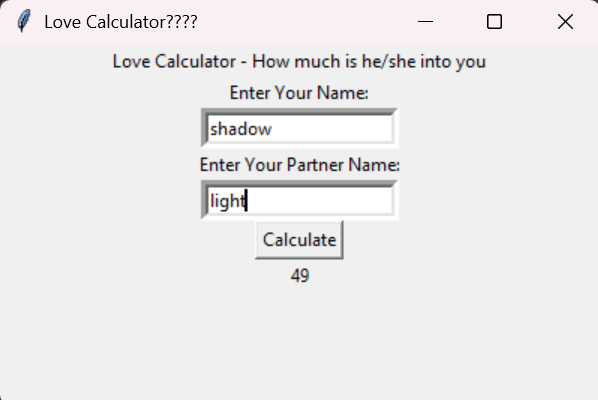 Love Calculator????
Love Calculator - How much is he/she into you
Enter Your Name:
shadow
Enter Your Partner Name:
light
Calculate
49